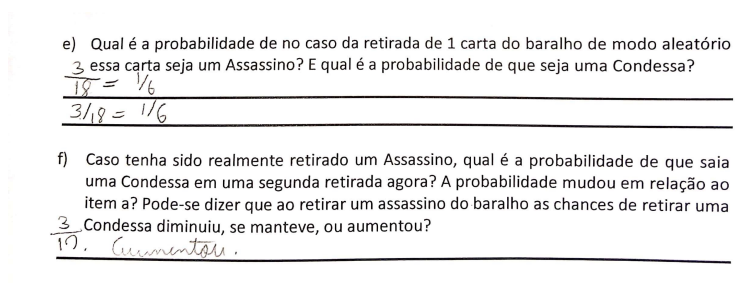 e) Qual é a probabilidade de no caso da retirada de 1 carta do baralho de modo aleatório
essa carta seja um Assassino? E qual é a probabilidade de que seja uma Condessa?
3/18 = 1/6
3/18 = 1/6
f) Caso tenha sido realmente retirado um Assassino, qual é a probabilidade de que saia
uma Condessa em uma segunda retirada agora? A probabilidade mudou em relação ao
item a? Pode-se dizer que ao retirar um assassino do baralho as chances de retirar uma
Condessa diminuiu, se manteve, ou aumentou?
3/17. Aumentou.